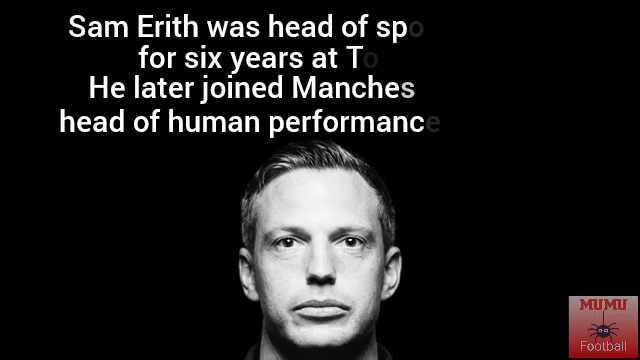 Sam Erith was head of spo
for six years at To
He later joined Manches
head of human performance
MUMU
Football